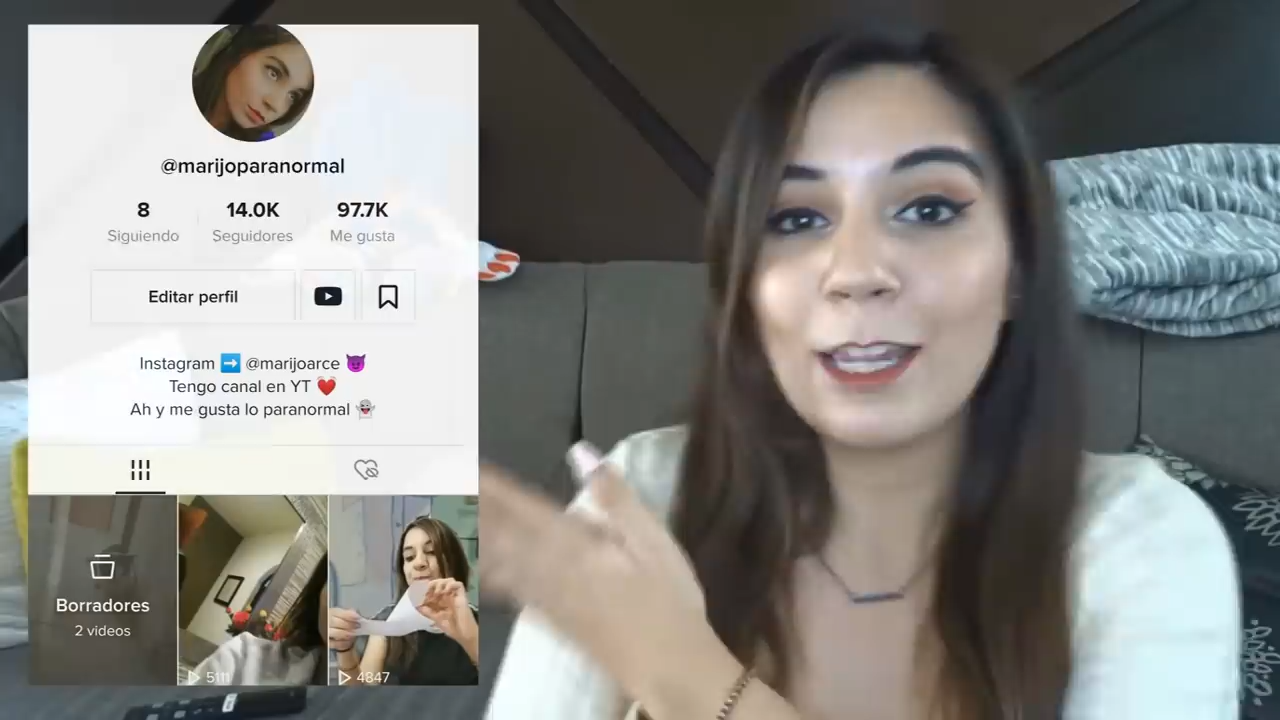 @marijoparanormal
8 14.0K 97.7K
Siguiendo Seguidores Me gusta
Editar perfil
Instagram ➡️ @marijoarce 😈
Tengo canal en YT ❤️
Ah y me gusta lo paranormal 👻
Borradores
2 videos
5111 4847